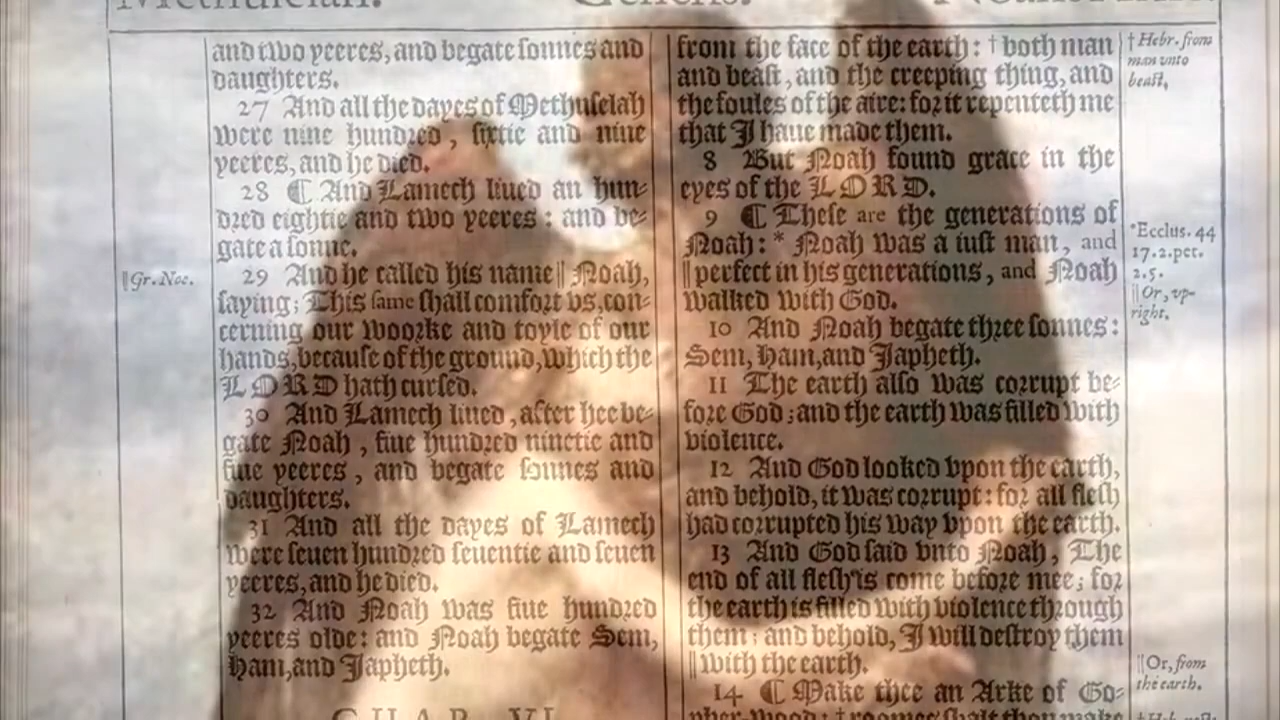 and two yeeres, and begate ſonnes and
daughters.
27 And all the dayes of Methuſelah
were nine hundred, ſixtie and nine
yeeres, and he died.
28 ¶ And Lamech liued an hun-
dred eightie and two yeeres: and be-
gate a ſonne.
‖ Gr. Noe.
29 And he called his name ‖ Noah,
ſaying; This ſame ſhall comfort vs, con-
cerning our woorke and toyle of our
hands, becauſe of the ground, which the
LORD hath curſed.
30 And Lamech liued, after hee be-
gate Noah, fiue hundred ninetie and
fiue yeeres, and begate ſonnes and
daughters.
31 And all the dayes of Lamech
were ſeuen hundred ſeuentie and ſeuen
yeeres, and he died.
32 And Noah was fiue hundred
yeeres olde: and Noah begate Sem,
Ham, and Japheth.
CHAP. VI.
from the face of the earth: † both man
and beaſt, and the creeping thing, and
the foules of the aire: for it repenteth me
that I haue made them.
8 But Noah found grace in the
eyes of the LORD.
9 ¶ Theſe are the generations of
Noah: * Noah was a iuſt man, and
‖ perfect in his generations, and Noah
walked with God.
10 And Noah begate three ſonnes:
Sem, Ham, and Japheth.
11 The earth alſo was corrupt be-
fore God; and the earth was filled with
violence.
12 And God looked vpon the earth,
and behold, it was corrupt: for all fleſh
had corrupted his way vpon the earth.
13 And God ſaid vnto Noah, The
end of all fleſh is come before mee; for
the earth is filled with violence through
them; and behold, I will deſtroy them
‖ with the earth.
14 ¶ Make thee an Arke of Go-
pher-wood: † roomes ſhalt thou make
† Hebr. from
man vnto
beaſt.
*Ecclus. 44
17. 2. pet.
2. 5.
‖ Or, vp-
right.
‖ Or, from
the earth.